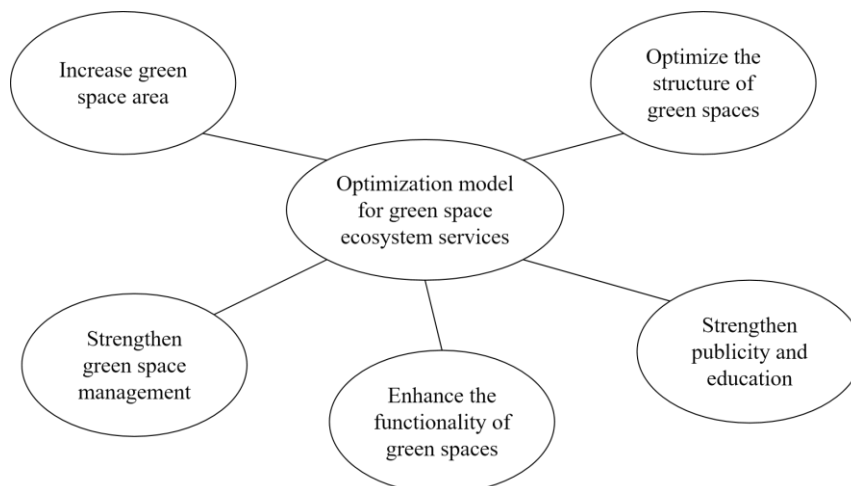 Increase green
space area
Optimize the
structure of
green spaces
Optimization model
for green space
ecosystem services
Strengthen
green space
management
Enhance the
functionality of
green spaces
Strengthen
publicity and
education